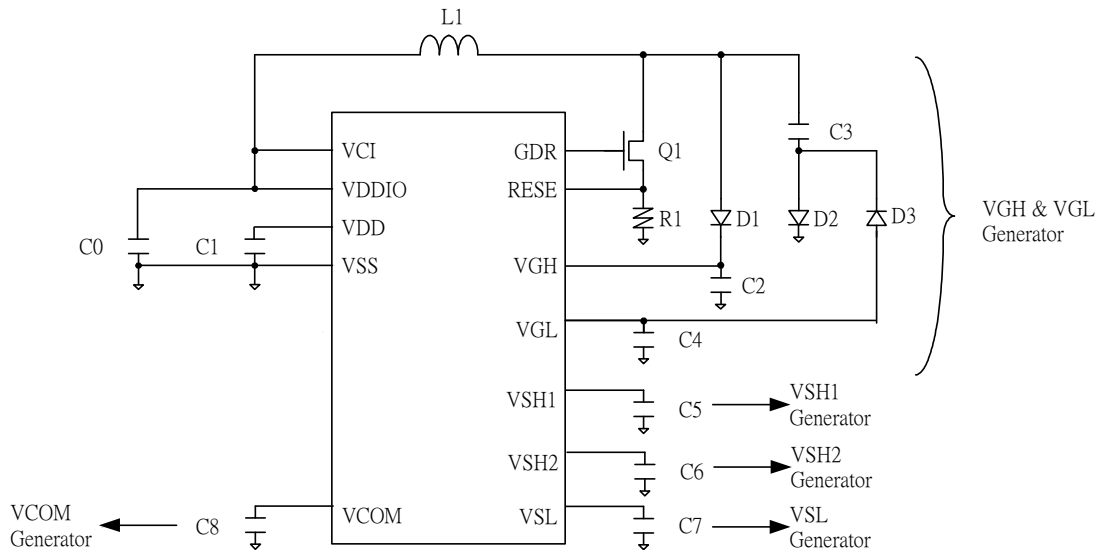 L1
C3
VCI
GDR
Q1
VDDIO
RESE
VDD
R1
D1
D2
D3
VGH & VGL
Generator
C0
C1
VSS
VGH
C2
VGL
C4
VSH1
C5
VSH1
Generator
VSH2
C6
VSH2
Generator
VCOM
Generator
C8
VCOM
VSL
C7
VSL
Generator